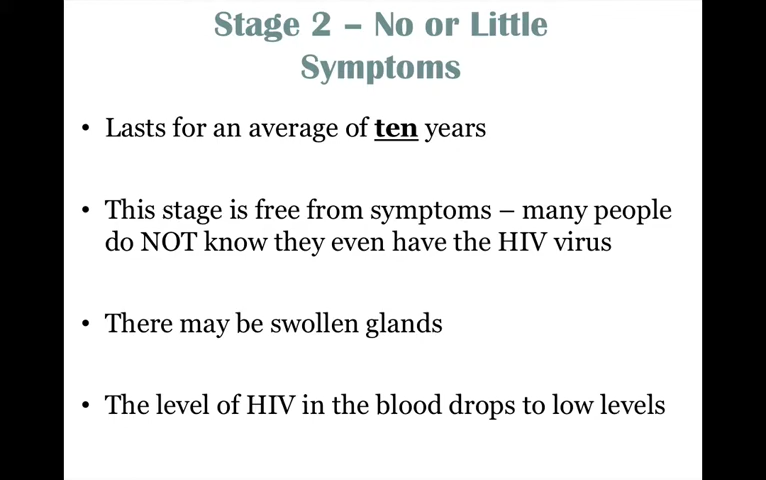 Stage 2 – No or Little
Symptoms
• Lasts for an average of ten years
• This stage is free from symptoms – many people
do NOT know they even have the HIV virus
• There may be swollen glands
• The level of HIV in the blood drops to low levels